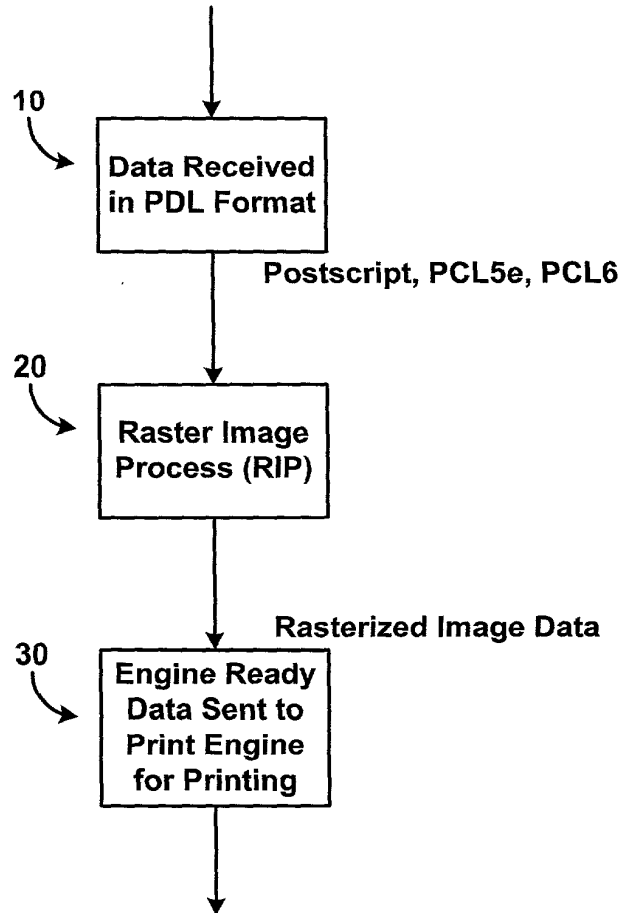 10
Data Received
in PDL Format
Postscript, PCL5e, PCL6
20
Raster Image
Process (RIP)
Rasterized Image Data
30
Engine Ready
Data Sent to
Print Engine
for Printing